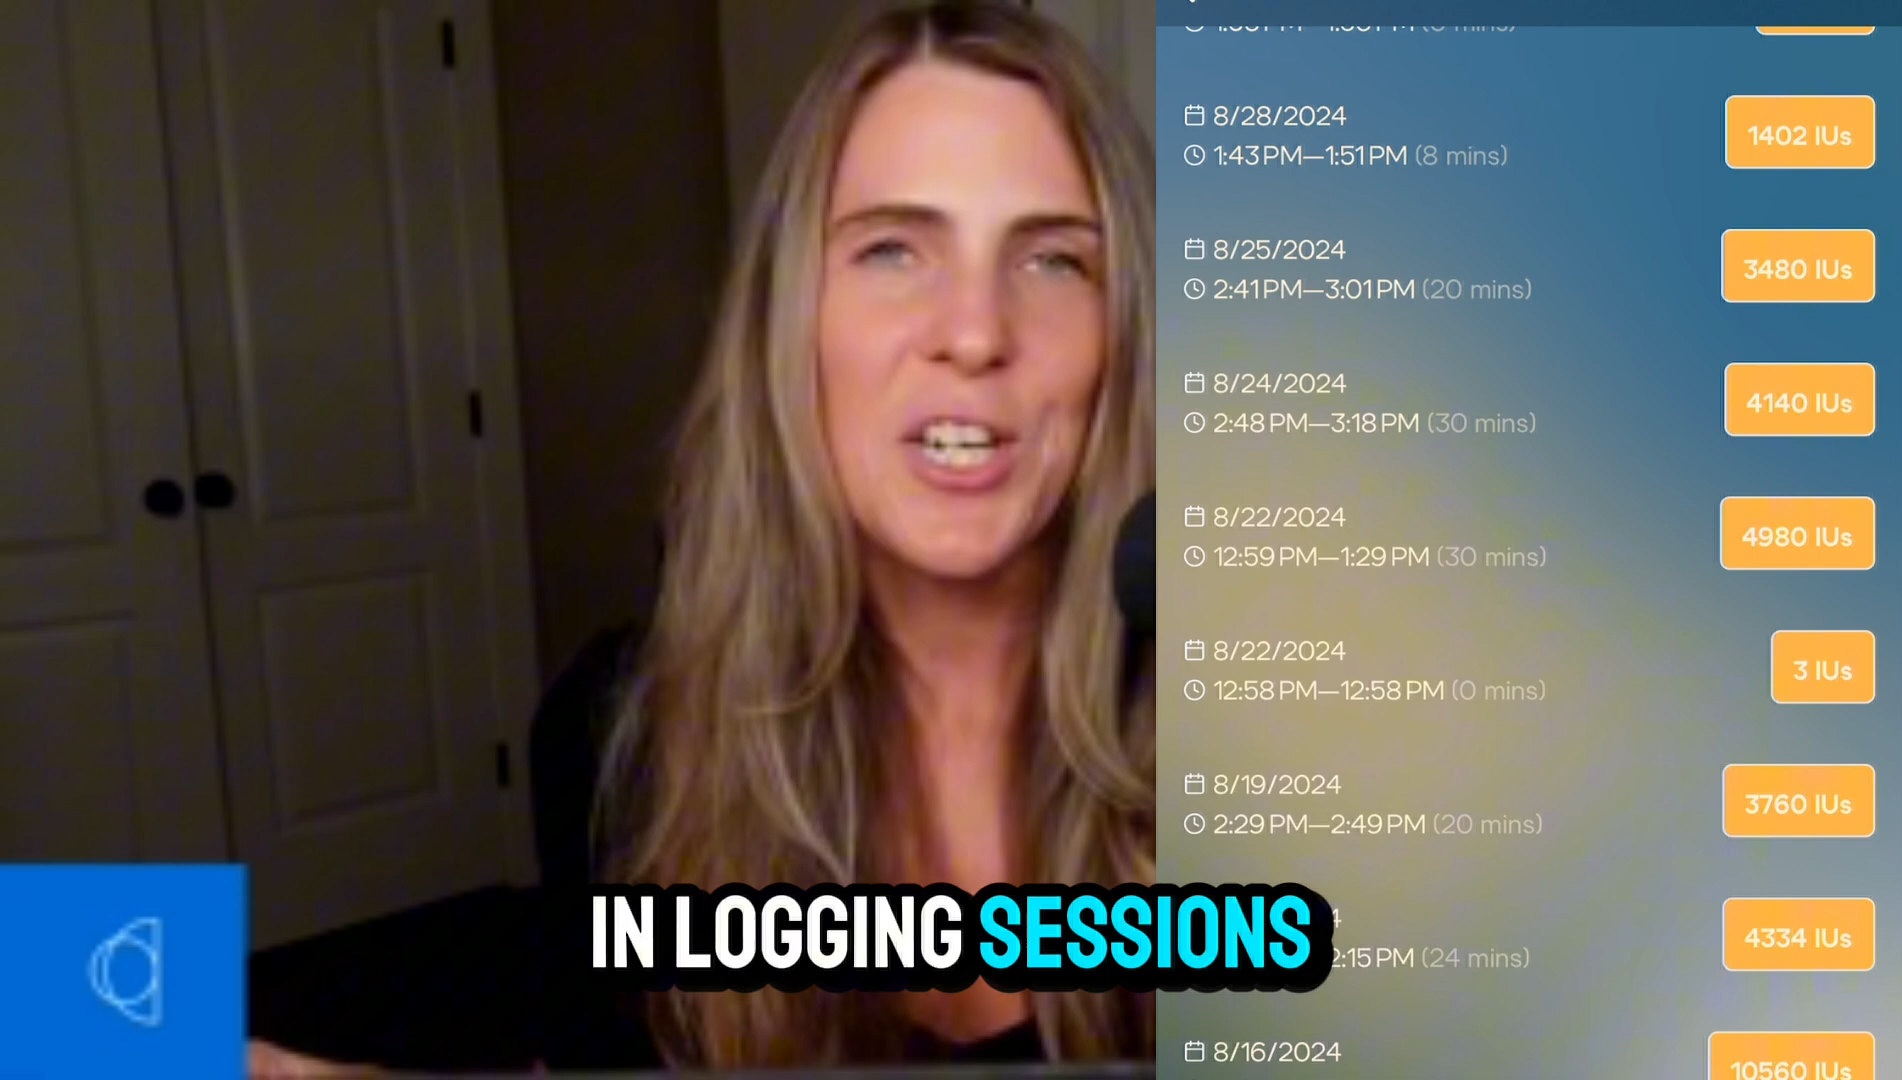 8/28/2024
1:43 PM—1:51 PM (8 mins)
1402 IUs
8/25/2024
2:41 PM—3:01 PM (20 mins)
3480 IUs
8/24/2024
2:48 PM—3:18 PM (30 mins)
4140 IUs
8/22/2024
12:59 PM—1:29 PM (30 mins)
4980 IUs
8/22/2024
12:58 PM—12:58 PM (0 mins)
3 IUs
8/19/2024
2:29 PM—2:49 PM (20 mins)
3760 IUs
IN LOGGING SESSIONS
4
2:15 PM (24 mins)
4334 IUs
8/16/2024
10560 IUs